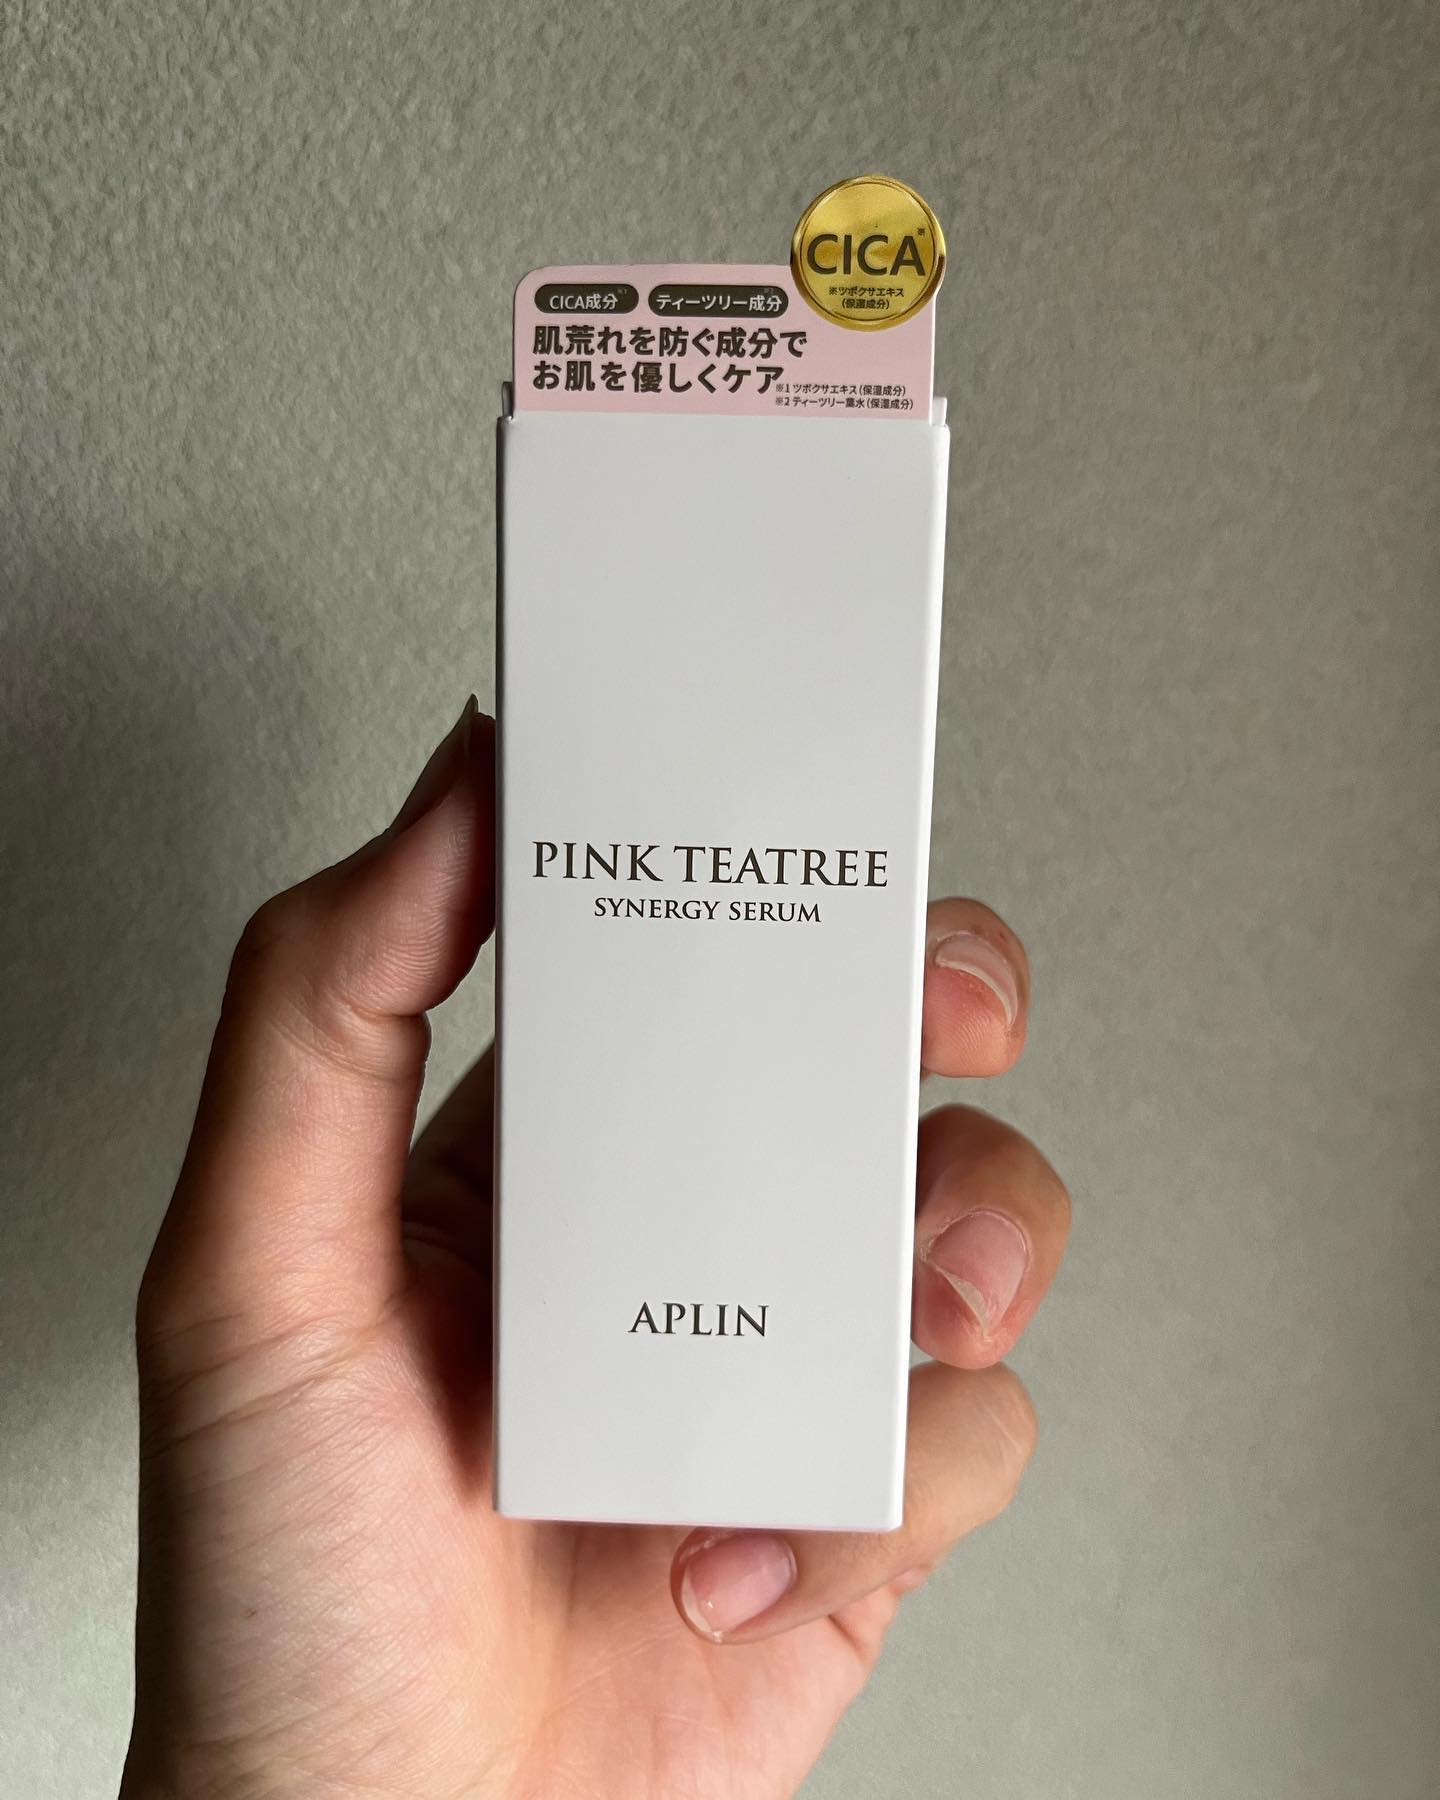 CICA※
※ツボクサエキス
(保湿成分)
CICA成分※1 ティーツリー成分※2
肌荒れを防ぐ成分で
お肌を優しくケア
※1 ツボクサエキス(保湿成分)
※2 ティーツリー葉水(保湿成分)
PINK TEATREE
SYNERGY SERUM
APLIN